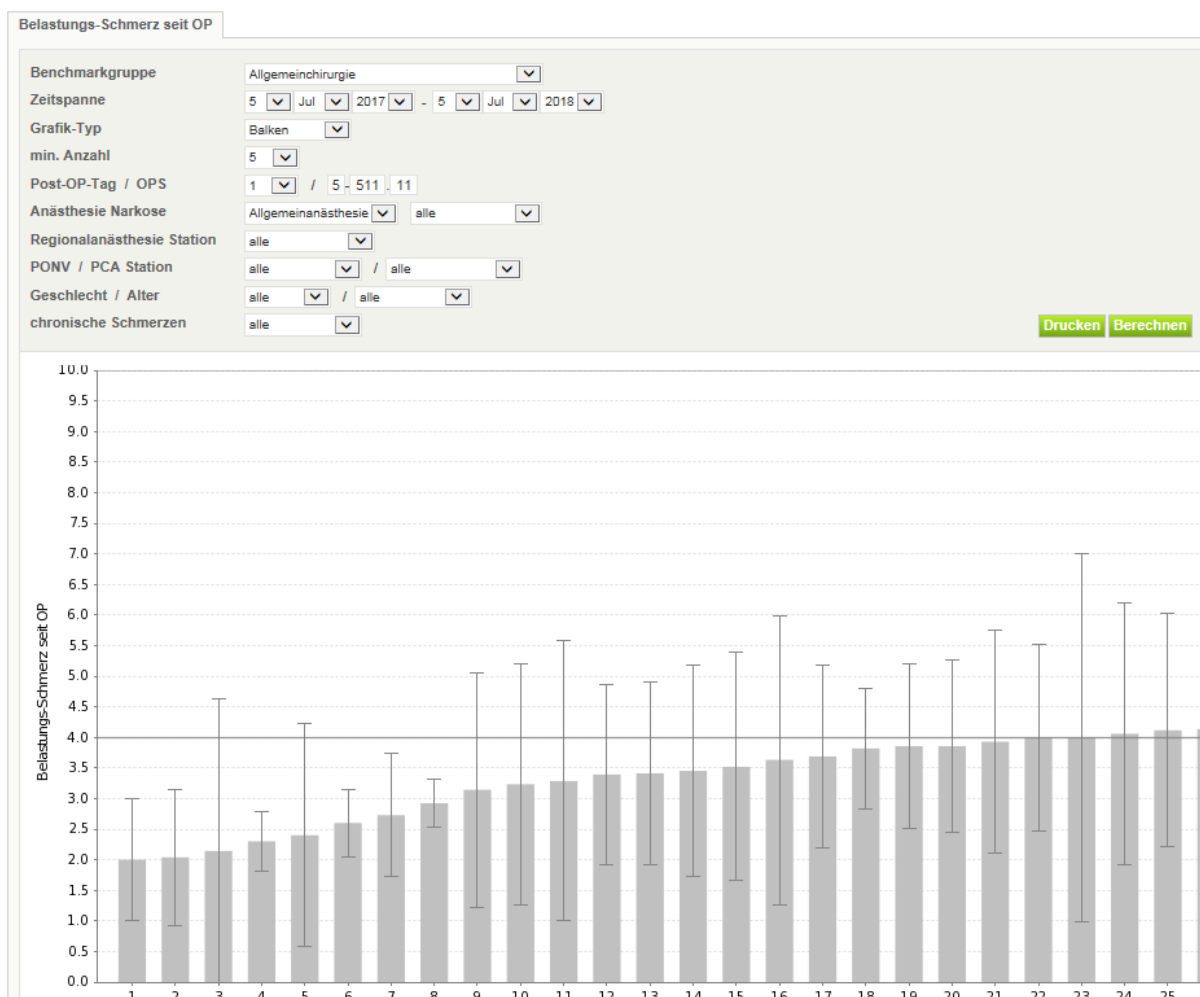 Belastungs-Schmerz seit OP
Benchmarkgruppe Allgemeinchirurgie
Zeitspanne 5 Jul 2017 - 5 Jul 2018
Grafik-Typ Balken
min. Anzahl 5
Post-OP-Tag / OPS 1 / 5 - 511 . 11
Anästhesie Narkose Allgemeinanästhesie alle
Regionalanästhesie Station alle
PONV / PCA Station alle / alle
Geschlecht / Alter alle / alle
chronische Schmerzen alle
Drucken Berechnen
10.0
9.5
9.0
8.5
8.0
7.5
7.0
6.5
6.0
5.5
5.0
4.5
4.0
3.5
3.0
2.5
2.0
1.5
1.0
0.5
0.0
Belastungs-Schmerz seit OP
1 2 3 4 5 6 7 8 9 10 11 12 13 14 15 16 17 18 19 20 21 22 23 24 25